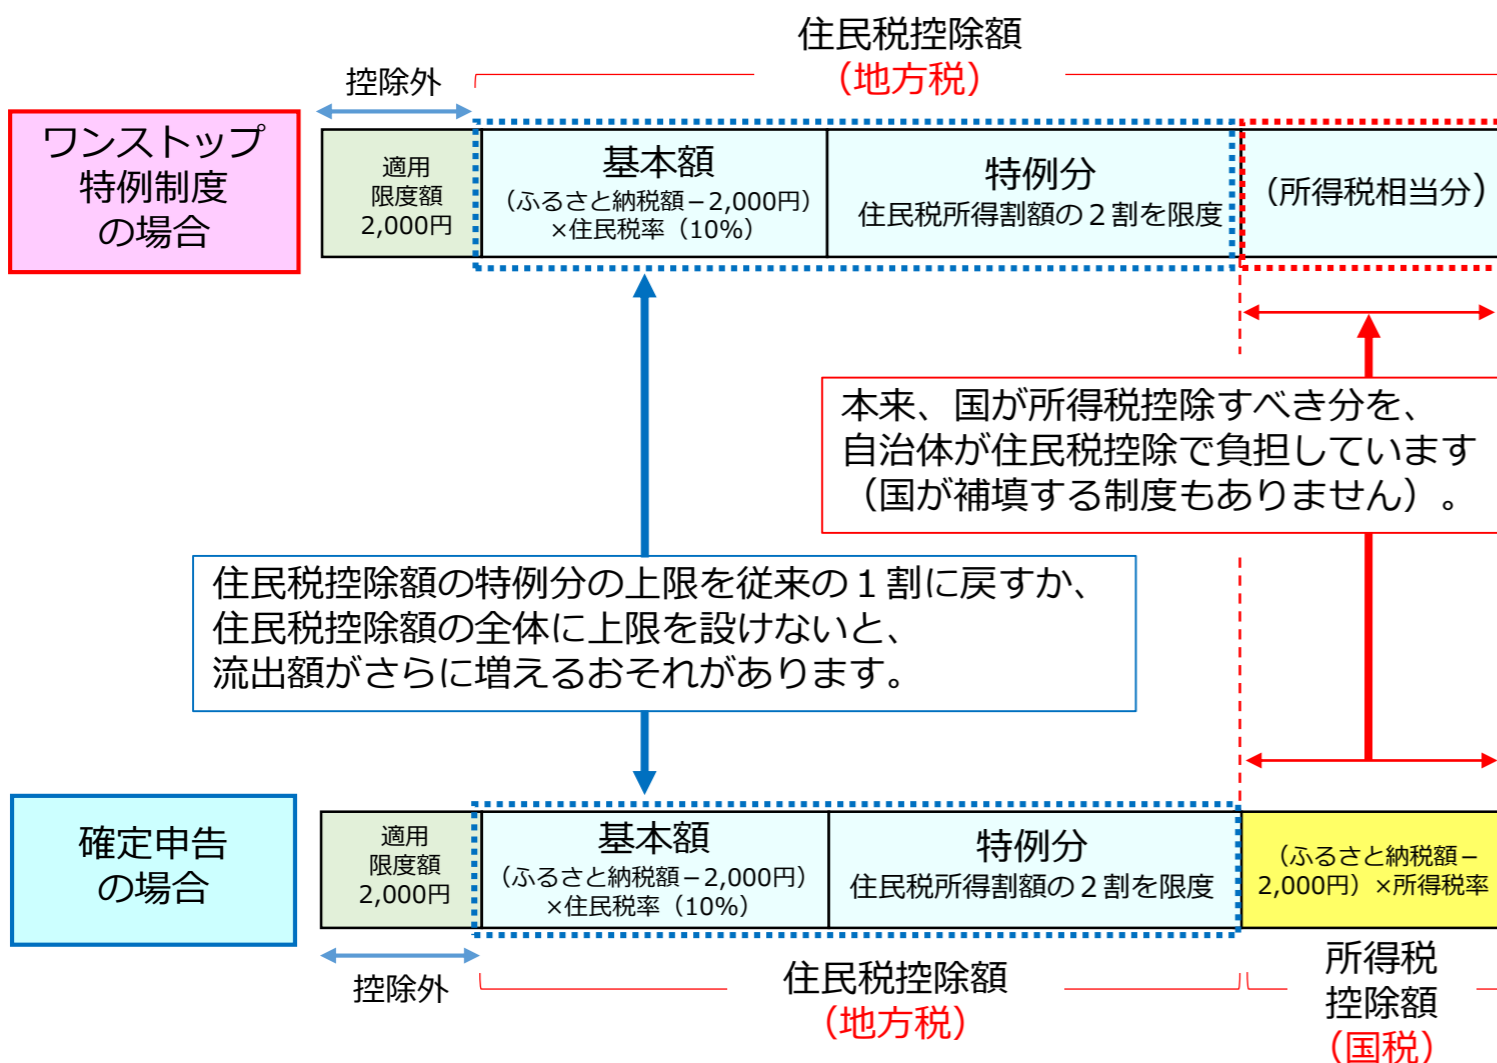 住民税控除額
（地方税）
控除外
ワンストップ
特例制度
の場合
適用
限度額
2,000円
基本額
（ふるさと納税額－2,000円）
×住民税率（10%）
特例分
住民税所得割額の２割を限度
（所得税相当分）
本来、国が所得税控除すべき分を、
自治体が住民税控除で負担しています
（国が補填する制度もありません）。
住民税控除額の特例分の上限を従来の１割に戻すか、
住民税控除額の全体に上限を設けないと、
流出額がさらに増えるおそれがあります。
確定申告
の場合
適用
限度額
2,000円
基本額
（ふるさと納税額－2,000円）
×住民税率（10%）
特例分
住民税所得割額の２割を限度
（ふるさと納税額－
2,000円）×所得税率
控除外
住民税控除額
（地方税）
所得税
控除額
（国税）